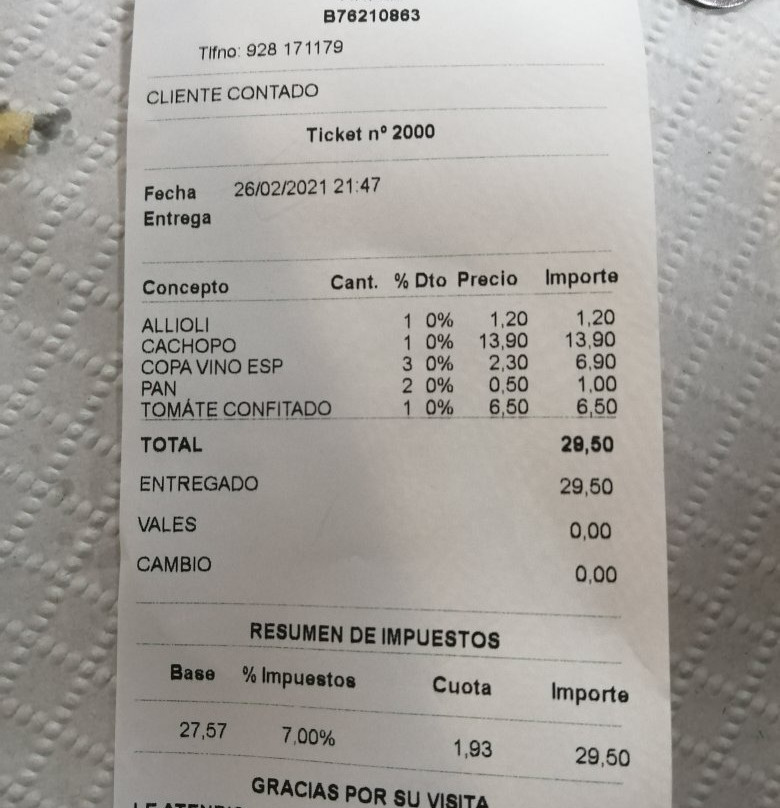 B76210863
Tlfno: 928 171179
CLIENTE CONTADO
Ticket nº 2000
Fecha 26/02/2021 21:47
Entrega
Concepto Cant. % Dto Precio Importe
ALLIOLI 1 0% 1,20 1,20
CACHOPO 1 0% 13,90 13,90
COPA VINO ESP 3 0% 2,30 6,90
PAN 2 0% 0,50 1,00
TOMÁTE CONFITADO 1 0% 6,50 6,50
TOTAL 29,50
ENTREGADO 29,50
VALES 0,00
CAMBIO 0,00
RESUMEN DE IMPUESTOS
Base % Impuestos Cuota Importe
27,57 7,00% 1,93 29,50
GRACIAS POR SU VISITA